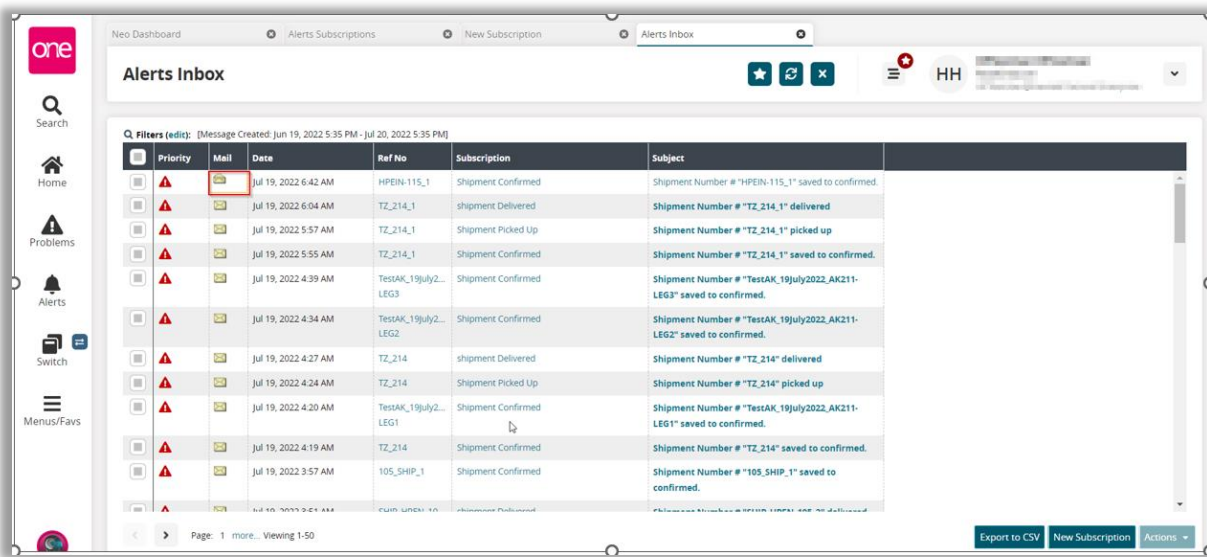 one
Search
Home
Problems
Alerts
Switch
Menus/Favs
Neo Dashboard
Alerts Subscriptions
New Subscription
Alerts Inbox
Alerts Inbox
HH
Filters (edit): [Message Created: Jun 19, 2022 5:35 PM - Jul 20, 2022 5:35 PM]
Priority Mail Date Ref No Subscription Subject
Jul 19, 2022 6:42 AM HPEIN-115_1 Shipment Confirmed Shipment Number # "HPEIN-115_1" saved to confirmed.
Jul 19, 2022 6:04 AM TZ_214_1 shipment Delivered Shipment Number # "TZ_214_1" delivered
Jul 19, 2022 5:57 AM TZ_214_1 Shipment Picked Up Shipment Number # "TZ_214_1" picked up
Jul 19, 2022 5:55 AM TZ_214_1 Shipment Confirmed Shipment Number # "TZ_214_1" saved to confirmed.
Jul 19, 2022 4:39 AM TestAK_19July2... Shipment Confirmed Shipment Number # "TestAK_19July2022_AK211-
LEG3 LEG3" saved to confirmed.
Jul 19, 2022 4:34 AM TestAK_19July2... Shipment Confirmed Shipment Number # "TestAK_19July2022_AK211-
LEG2 LEG2" saved to confirmed.
Jul 19, 2022 4:27 AM TZ_214 shipment Delivered Shipment Number # "TZ_214" delivered
Jul 19, 2022 4:24 AM TZ_214 Shipment Picked Up Shipment Number # "TZ_214" picked up
Jul 19, 2022 4:20 AM TestAK_19July2... Shipment Confirmed Shipment Number # "TestAK_19July2022_AK211-
LEG1 LEG1" saved to confirmed.
Jul 19, 2022 4:19 AM TZ_214 Shipment Confirmed Shipment Number # "TZ_214" saved to confirmed.
Jul 19, 2022 3:57 AM 105_SHIP_1 Shipment Confirmed Shipment Number # "105_SHIP_1" saved to
confirmed.
Jul 19, 2022 3:51 AM shipment Delivered
Page: 1 more... Viewing 1-50
Export to CSV New Subscription Actions